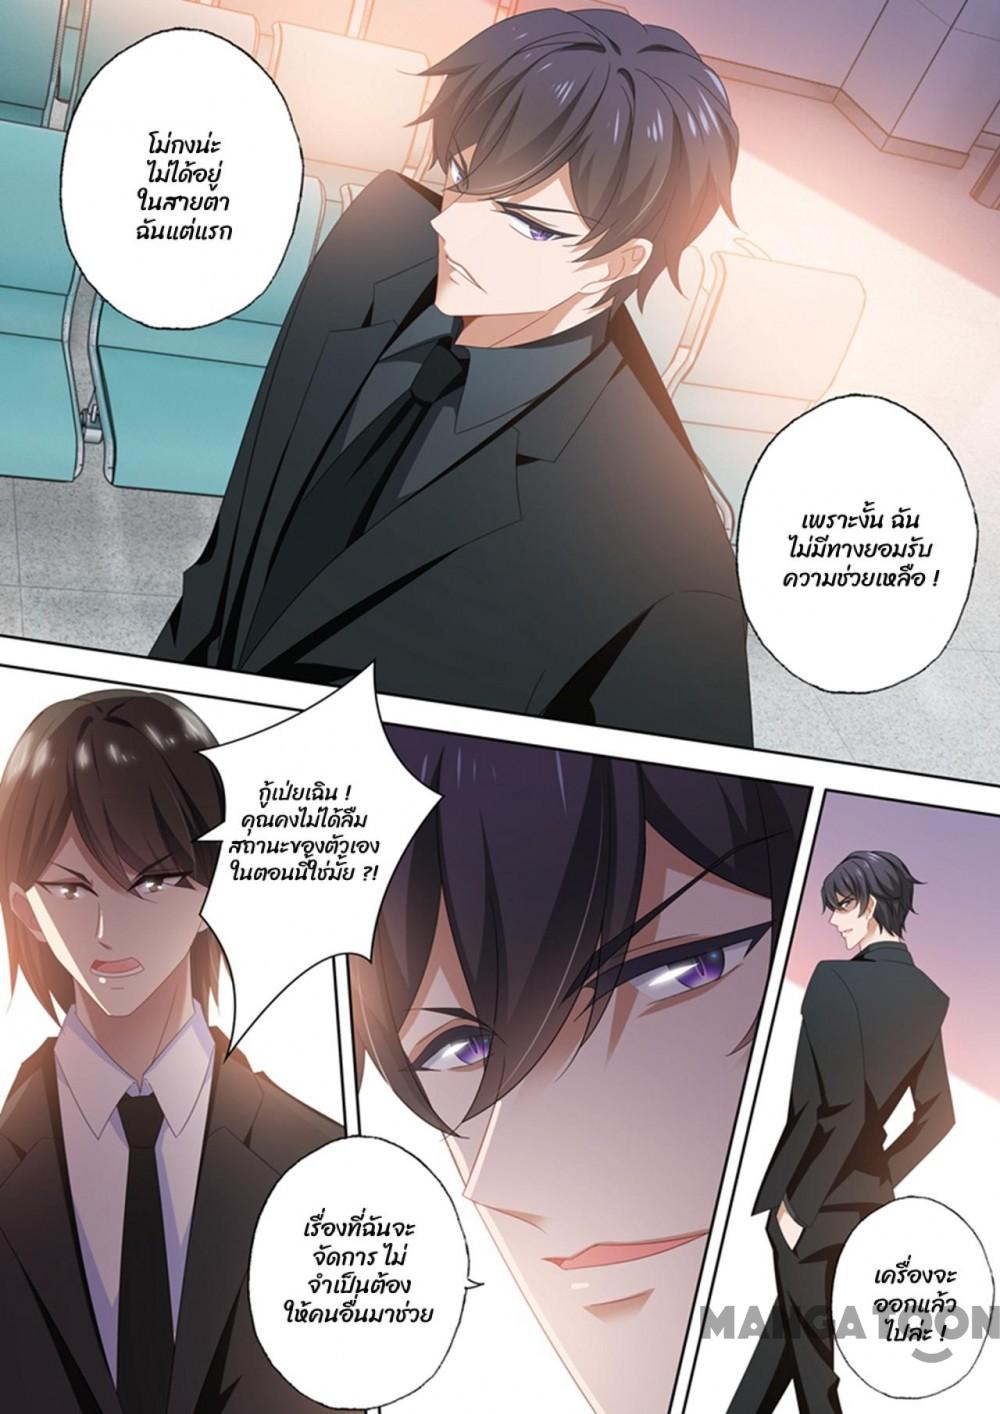 โม่กงน่ะ
ไม่ได้อยู่
ในสายตา
ฉันแต่แรก
เพราะงั้น ฉัน
ไม่มีทางยอมรับ
ความช่วยเหลือ !
กู้เป่ยเฉิน !
คุณคงไม่ได้ลืม
สถานะของตัวเอง
ในตอนนี้ใช่มั้ย ?!
เรื่องที่ฉันจะ
จัดการ ไม่
จำเป็นต้อง
ให้คนอื่นมาช่วย
เครื่องจะ
ออกแล้ว
ไปล่ะ !
MANGATOON